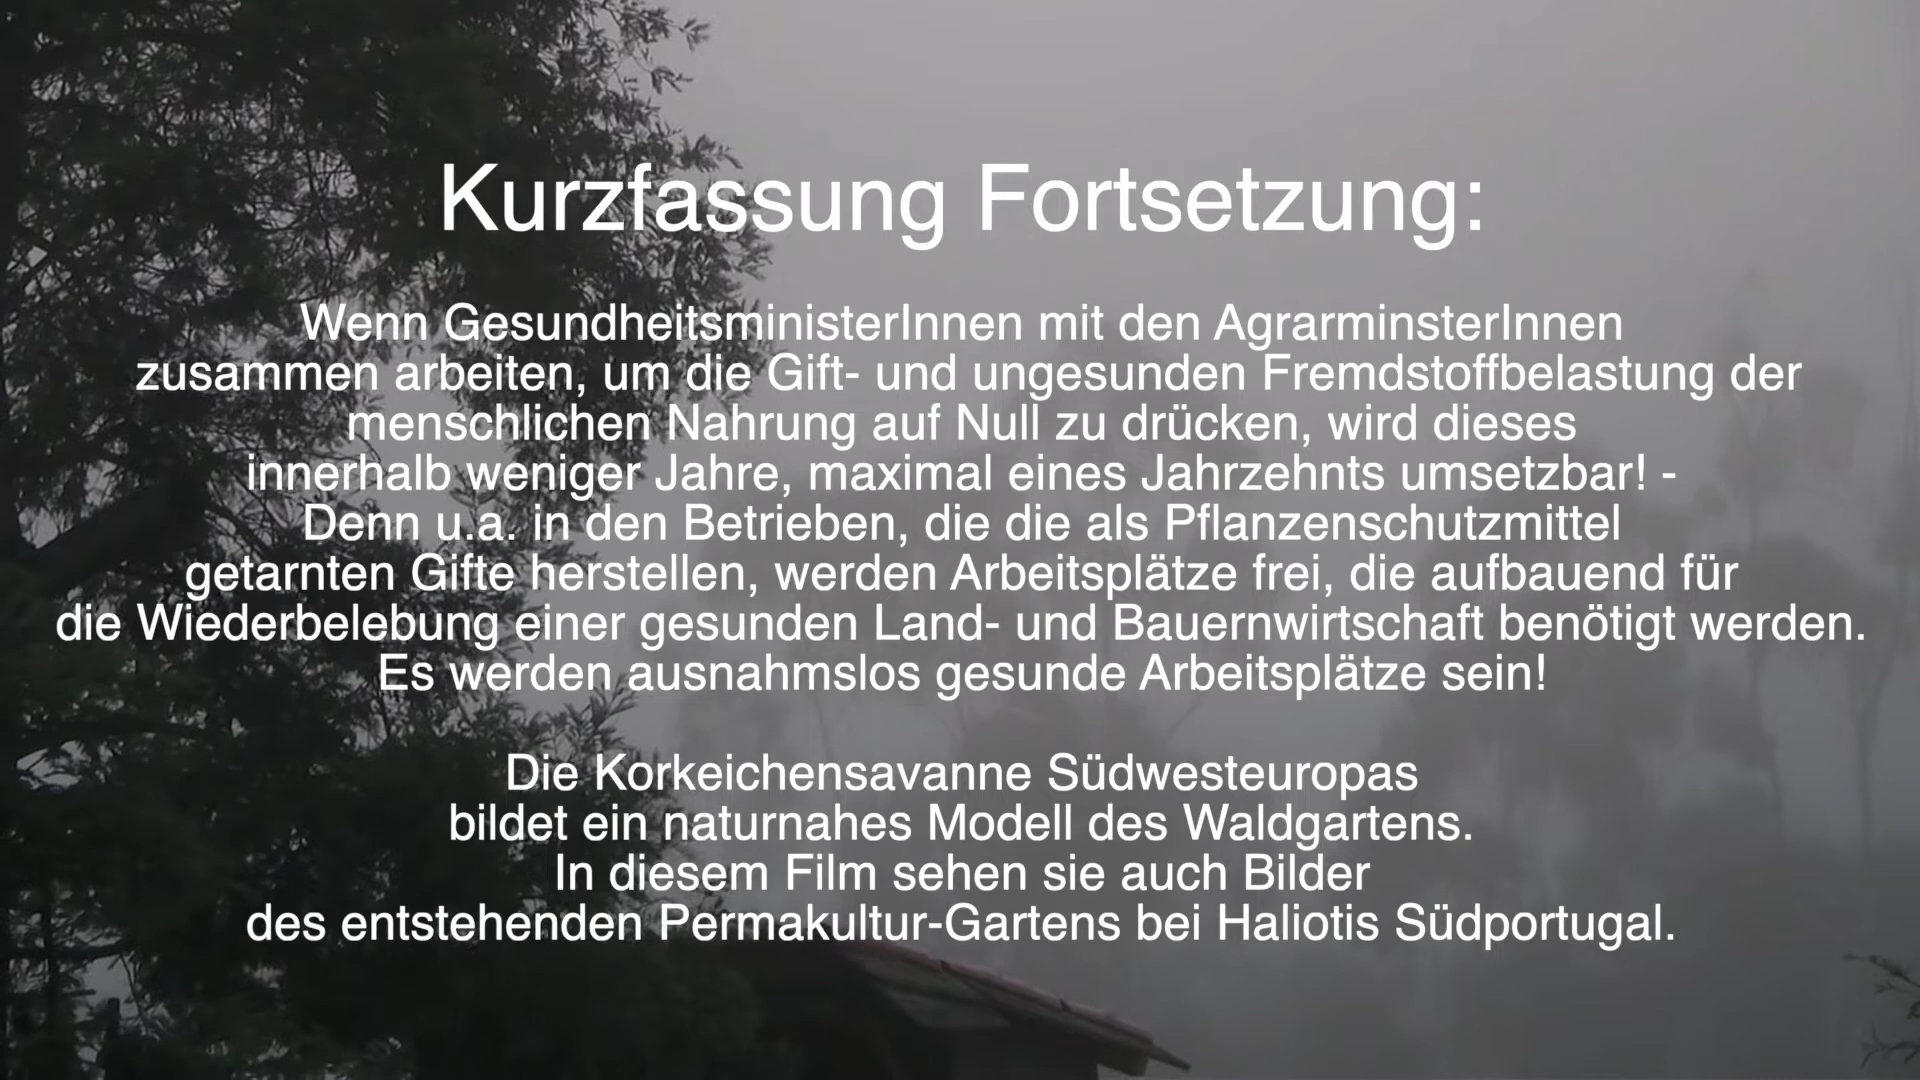 Kurzfassung Fortsetzung:
Wenn GesundheitsministerInnen mit den AgrarminsterInnen
zusammen arbeiten, um die Gift- und ungesunden Fremdstoffbelastung der
menschlichen Nahrung auf Null zu drücken, wird dieses
innerhalb weniger Jahre, maximal eines Jahrzehnts umsetzbar! -
Denn u.a. in den Betrieben, die die als Pflanzenschutzmittel
getarnten Gifte herstellen, werden Arbeitsplätze frei, die aufbauend für
die Wiederbelebung einer gesunden Land- und Bauernwirtschaft benötigt werden.
Es werden ausnahmslos gesunde Arbeitsplätze sein!
Die Korkeichensavanne Südwesteuropas
bildet ein naturnahes Modell des Waldgartens.
In diesem Film sehen sie auch Bilder
des entstehenden Permakultur-Gartens bei Haliotis Südportugal.